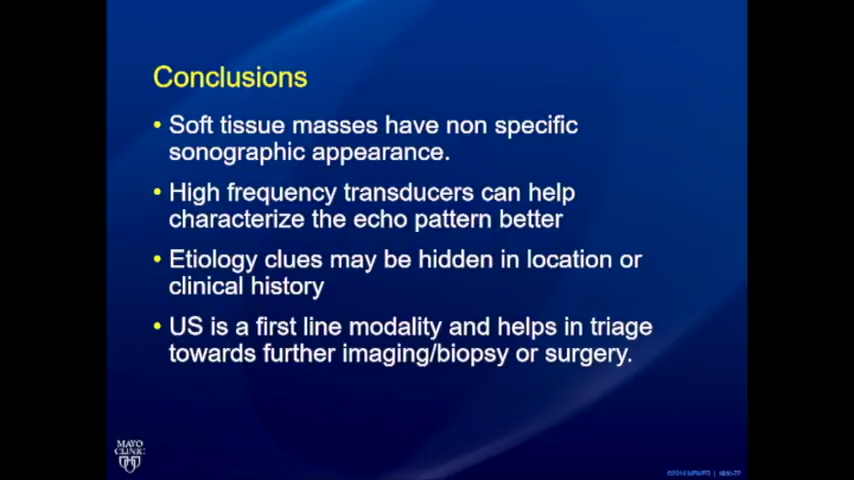 Conclusions
• Soft tissue masses have non specific
sonographic appearance.
• High frequency transducers can help
characterize the echo pattern better
• Etiology clues may be hidden in location or
clinical history
• US is a first line modality and helps in triage
towards further imaging/biopsy or surgery.
MAYO
CLINIC
©2014 MFMER |